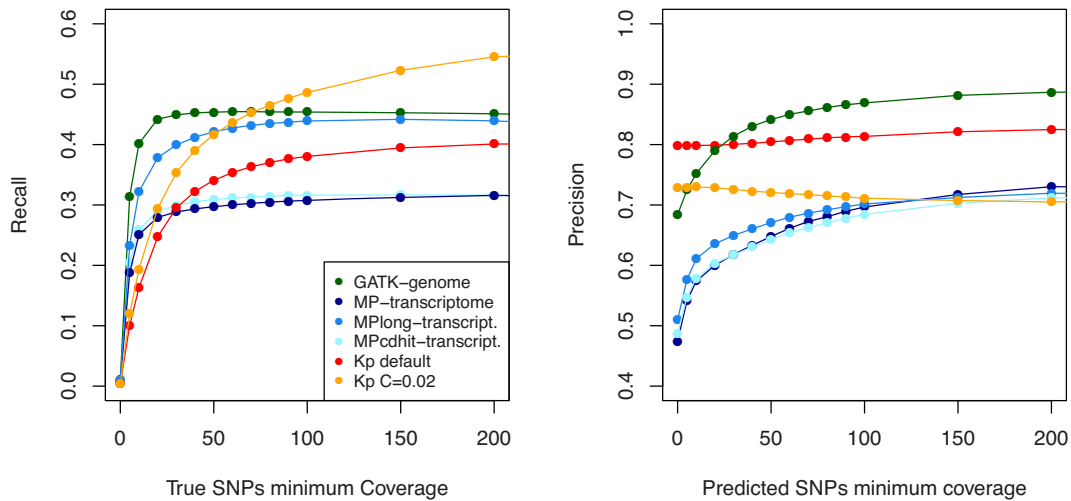 0.6
0.5
0.4
0.3
0.2
0.1
0.0
Recall
GATK−genome
MP−transcriptome
MPlong−transcript.
MPcdhit−transcript.
Kp default
Kp C=0.02
0 50 100 150 200
True SNPs minimum Coverage
1.0
0.9
0.8
0.7
0.6
0.5
0.4
Precision
0 50 100 150 200
Predicted SNPs minimum coverage